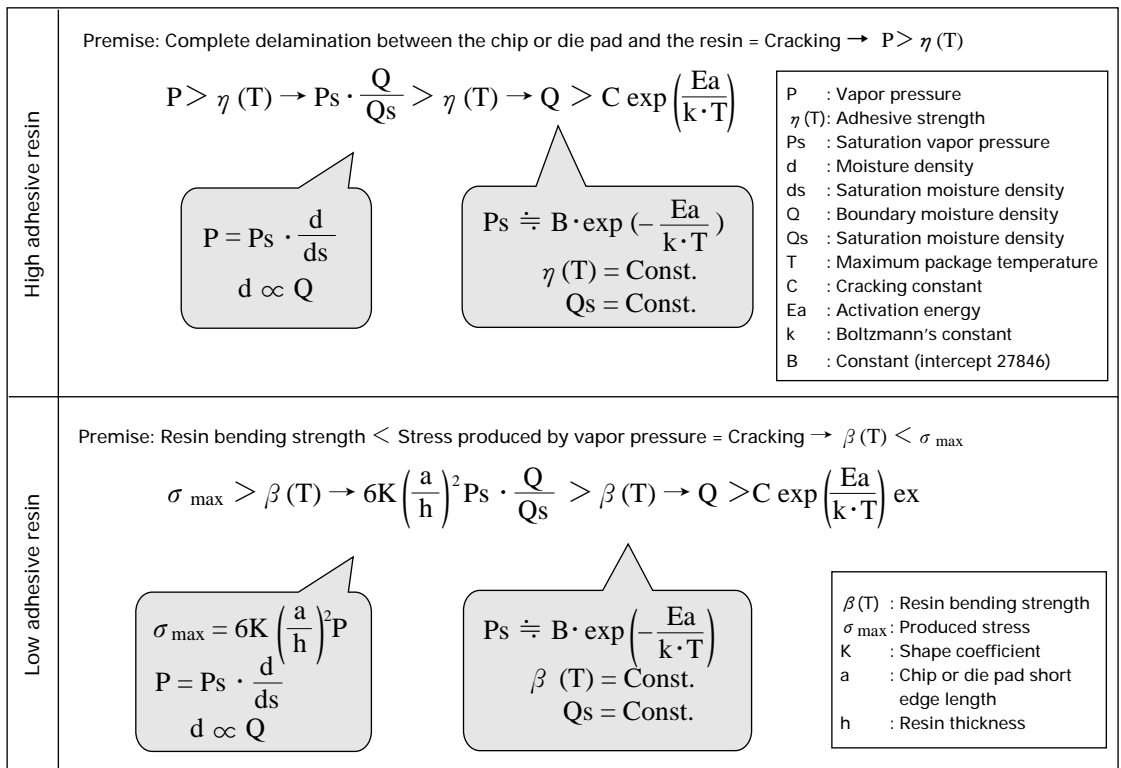 High adhesive resin
Premise: Complete delamination between the chip or die pad and the resin = Cracking → P > η (T)
P > η (T) → Ps · Q/Qs > η (T) → Q > C exp (Ea/k · T)
P = Ps · d/ds
d ∝ Q
Ps ≒ B · exp (– Ea/k · T)
η (T) = Const.
Qs = Const.
P : Vapor pressure
η (T) : Adhesive strength
Ps : Saturation vapor pressure
d : Moisture density
ds : Saturation moisture density
Q : Boundary moisture density
Qs : Saturation moisture density
T : Maximum package temperature
C : Cracking constant
Ea : Activation energy
k : Boltzmann's constant
B : Constant (intercept 27846)
Low adhesive resin
Premise: Resin bending strength < Stress produced by vapor pressure = Cracking → β (T) < σ max
σ max > β (T) → 6K (a/h)² Ps · Q/Qs > β (T) → Q > C exp (Ea/k · T) ex
σ max = 6K (a/h)² P
P = Ps · d/ds
d ∝ Q
Ps ≒ B · exp (– Ea/k · T)
β (T) = Const.
Qs = Const.
β (T) : Resin bending strength
σ max : Produced stress
K : Shape coefficient
a : Chip or die pad short
edge length
h : Resin thickness